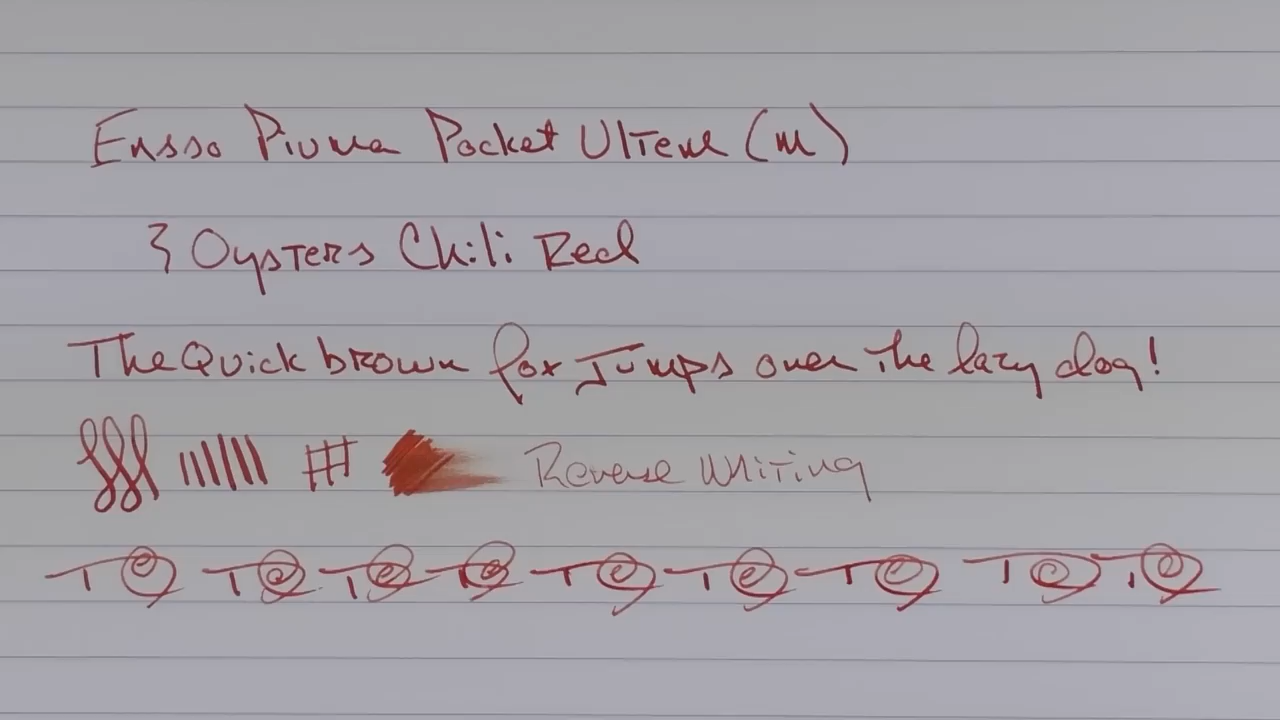 Ensso Piuma Pocket Ultem (m)
3 Oysters Chili Red
The Quick brown fox Jumps over the lazy dog!
Reverse Writing